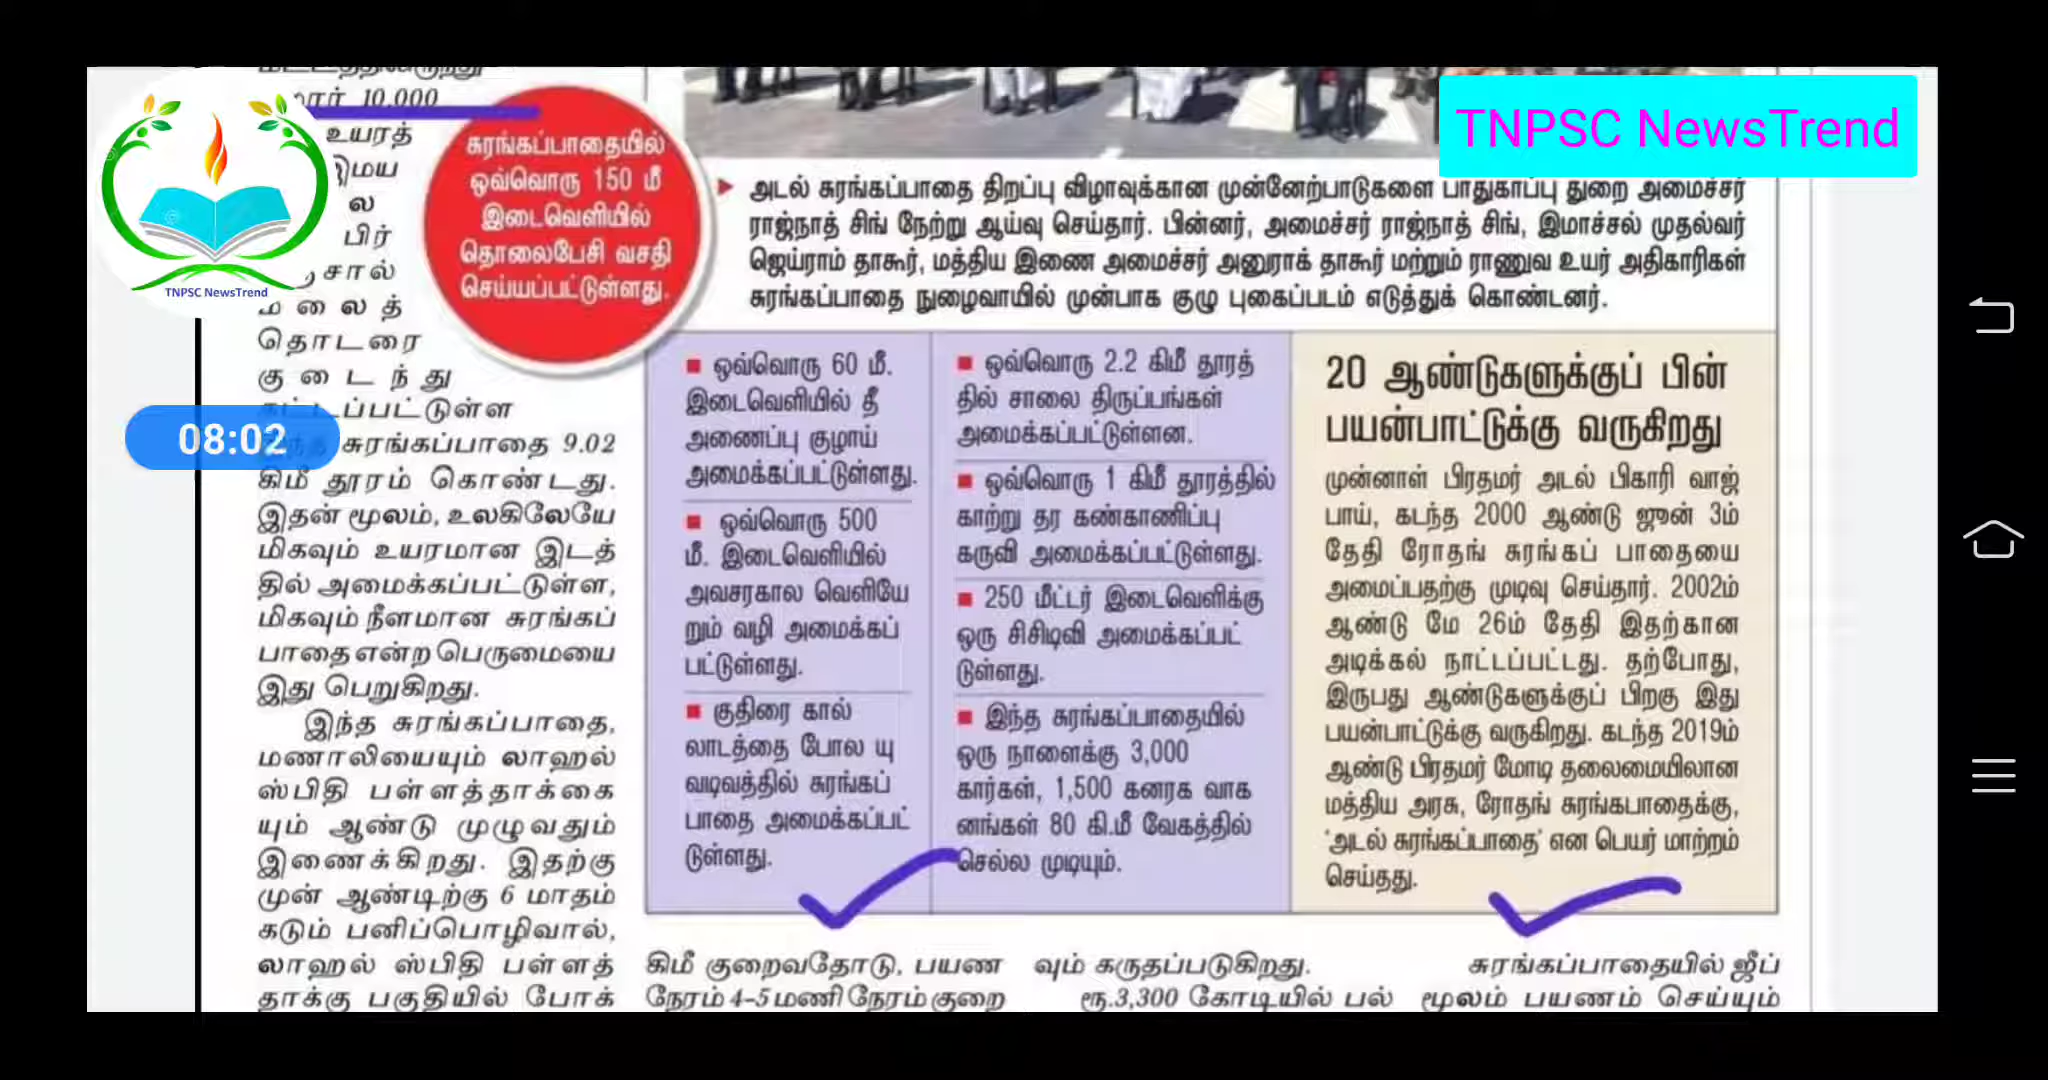 10,000
உயரத்
பிர்
மலைத்
தொடரை
குடைந்து
கட்டப்பட்டுள்ள
சுரங்கப்பாதை 9.02
கிமீ தூரம் கொண்டது.
இதன் மூலம், உலகிலேயே
மிகவும் உயரமான இடத்
தில் அமைக்கப்பட்டுள்ள,
மிகவும் நீளமான சுரங்கப்
பாதை என்ற பெருமையை
இது பெறுகிறது.
இந்த சுரங்கப்பாதை,
மணாலியையும் லாஹல்
ஸ்பிதி பள்ளத்தாக்கை
யும் ஆண்டு முழுவதும்
இணைக்கிறது. இதற்கு
முன் ஆண்டிற்கு 6 மாதம்
கடும் பனிப்பொழிவால்,
லாஹல் ஸ்பிதி பள்ளத்
தாக்கு பகுதியில் போக்
TNPSC NewsTrend
08:02
சுரங்கப்பாதையில்
ஒவ்வொரு 150 மீ
இடைவெளியில்
தொலைபேசி வசதி
செய்யப்பட்டுள்ளது.
TNPSC NewsTrend
அடல் சுரங்கப்பாதை திறப்பு விழாவுக்கான முன்னேற்பாடுகளை பாதுகாப்பு துறை அமைச்சர்
ராஜ்நாத் சிங் நேற்று ஆய்வு செய்தார். பின்னர், அமைச்சர் ராஜ்நாத் சிங், இமாச்சல் முதல்வர்
ஜெய்ராம் தாகூர், மத்திய இணை அமைச்சர் அனுராக் தாகூர் மற்றும் ராணுவ உயர் அதிகாரிகள்
சுரங்கப்பாதை நுழைவாயில் முன்பாக குழு புகைப்படம் எடுத்துக் கொண்டனர்.
ஒவ்வொரு 60 மீ.
இடைவெளியில் தீ
அணைப்பு குழாய்
அமைக்கப்பட்டுள்ளது.
ஒவ்வொரு 500
மீ. இடைவெளியில்
அவசரகால வெளியே
றும் வழி அமைக்கப்
பட்டுள்ளது.
குதிரை கால்
லாடத்தை போல யு
வடிவத்தில் சுரங்கப்
பாதை அமைக்கப்பட்
டுள்ளது.
ஒவ்வொரு 2.2 கிமீ தூரத்
தில் சாலை திருப்பங்கள்
அமைக்கப்பட்டுள்ளன.
ஒவ்வொரு 1 கிமீ தூரத்தில்
காற்று தர கண்காணிப்பு
கருவி அமைக்கப்பட்டுள்ளது.
250 மீட்டர் இடைவெளிக்கு
ஒரு சிசிடிவி அமைக்கப்பட்
டுள்ளது.
இந்த சுரங்கப்பாதையில்
ஒரு நாளைக்கு 3,000
கார்கள், 1,500 கனரக வாக
னங்கள் 80 கி.மீ வேகத்தில்
செல்ல முடியும்.
20 ஆண்டுகளுக்குப் பின்
பயன்பாட்டுக்கு வருகிறது
முன்னாள் பிரதமர் அடல் பிகாரி வாஜ்
பாய், கடந்த 2000 ஆண்டு ஜூன் 3ம்
தேதி ரோதங் சுரங்கப் பாதையை
அமைப்பதற்கு முடிவு செய்தார். 2002ம்
ஆண்டு மே 26ம் தேதி இதற்கான
அடிக்கல் நாட்டப்பட்டது. தற்போது,
இருபது ஆண்டுகளுக்குப் பிறகு இது
பயன்பாட்டுக்கு வருகிறது. கடந்த 2019ம்
ஆண்டு பிரதமர் மோடி தலைமையிலான
மத்திய அரசு, ரோதங் சுரங்கபாதைக்கு,
'அடல் சுரங்கப்பாதை' என பெயர் மாற்றம்
செய்தது.
கிமீ குறைவதோடு, பயண
நேரம் 4-5 மணி நேரம் குறை
வும் கருதப்படுகிறது.
ரூ.3,300 கோடியில் பல்
சுரங்கப்பாதையில் ஜீப்
மூலம் பயணம் செய்யும்